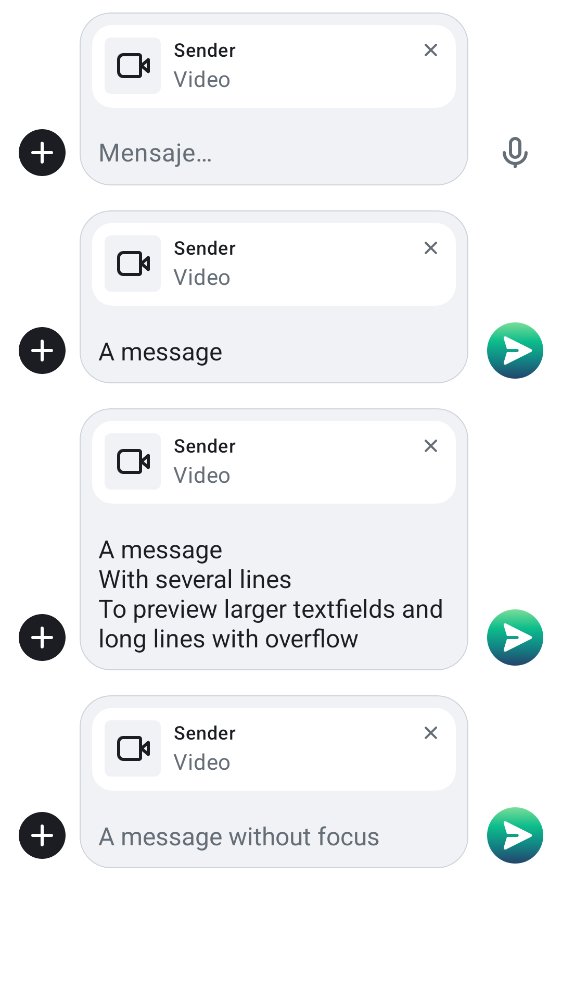 Sender
Video
Mensaje…
Sender
Video
A message
Sender
Video
A message
With several lines
To preview larger textfields and
long lines with overflow
Sender
Video
A message without focus